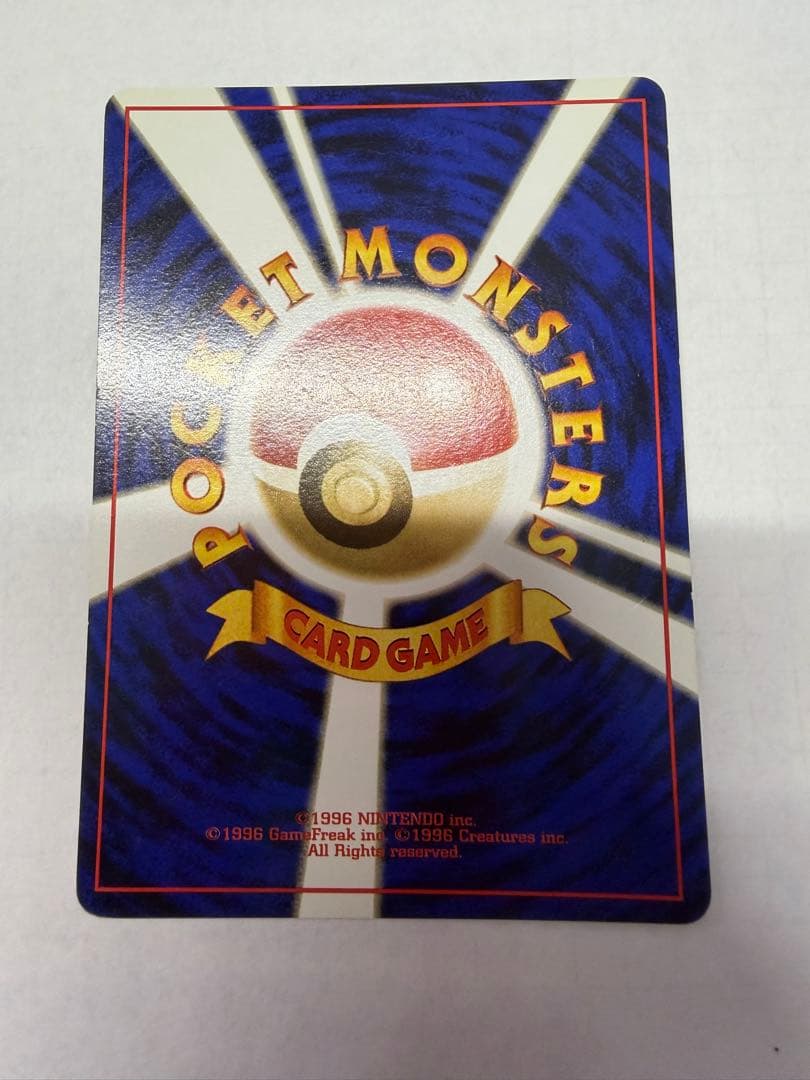 POCKET MONSTERS
CARD GAME
©1996 NINTENDO inc.
©1996 GameFreak inc. ©1996 Creatures inc.
All Rights reserved.